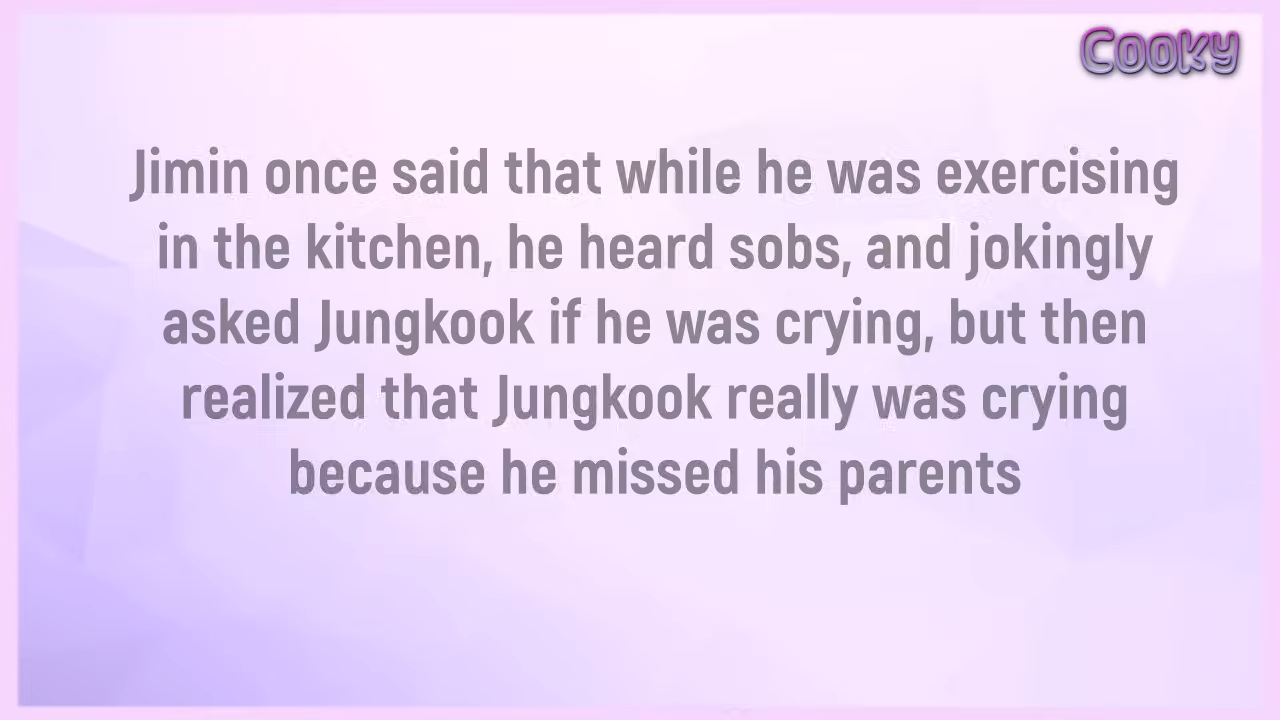 Cooky
Jimin once said that while he was exercising
in the kitchen, he heard sobs, and jokingly
asked Jungkook if he was crying, but then
realized that Jungkook really was crying
because he missed his parents